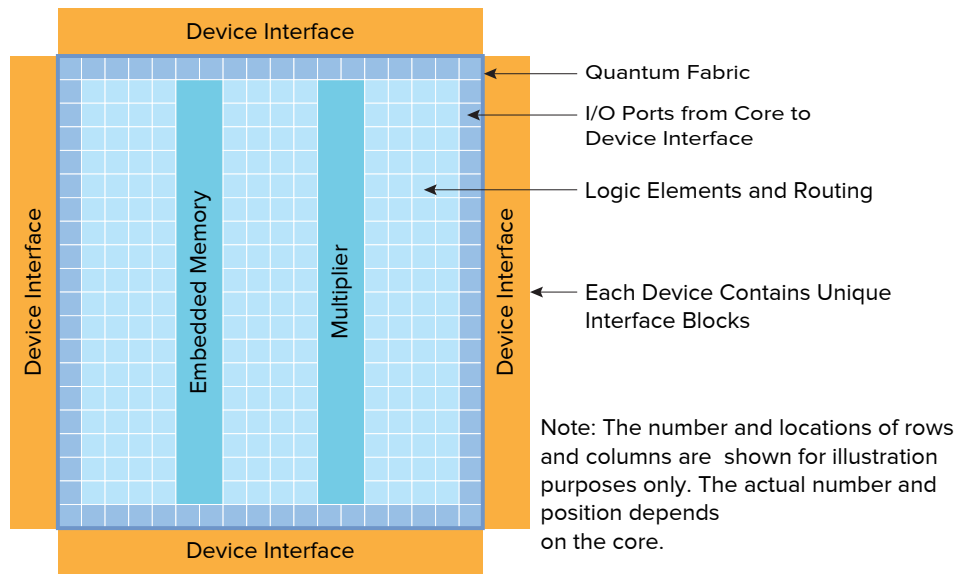 Device Interface
Quantum Fabric
I/O Ports from Core to
Device Interface
Logic Elements and Routing
Embedded Memory
Multiplier
Device Interface
Device Interface
Each Device Contains Unique
Interface Blocks
Note: The number and locations of rows
and columns are  shown for illustration
purposes only. The actual number and
position depends
on the core.
Device Interface